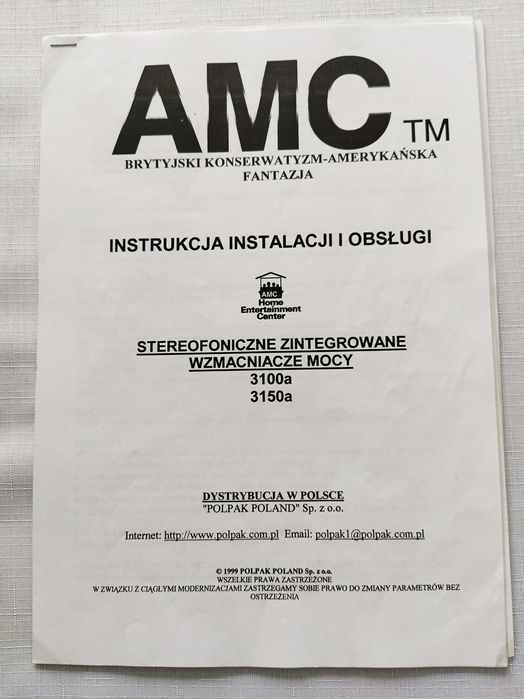 AMC TM
BRYTYJSKI KONSERWATYZM-AMERYKAŃSKA
FANTAZJA
INSTRUKCJA INSTALACJI I OBSŁUGI
AMC
Home
Entertainment
Center
STEREOFONICZNE ZINTEGROWANE
WZMACNIACZE MOCY
3100a
3150a
DYSTRYBUCJA W POLSCE
"POLPAK POLAND" Sp. z o.o.
Internet: http://www.polpak.com.pl Email: polpak1@polpak.com.pl
© 1999 POLPAK POLAND Sp. z o.o.
WSZELKIE PRAWA ZASTRZEŻONE
W ZWIĄZKU Z CIĄGŁYMI MODERNIZACJAMI ZASTRZEGAMY SOBIE PRAWO DO ZMIANY PARAMETRÓW BEZ
OSTRZEŻENIA